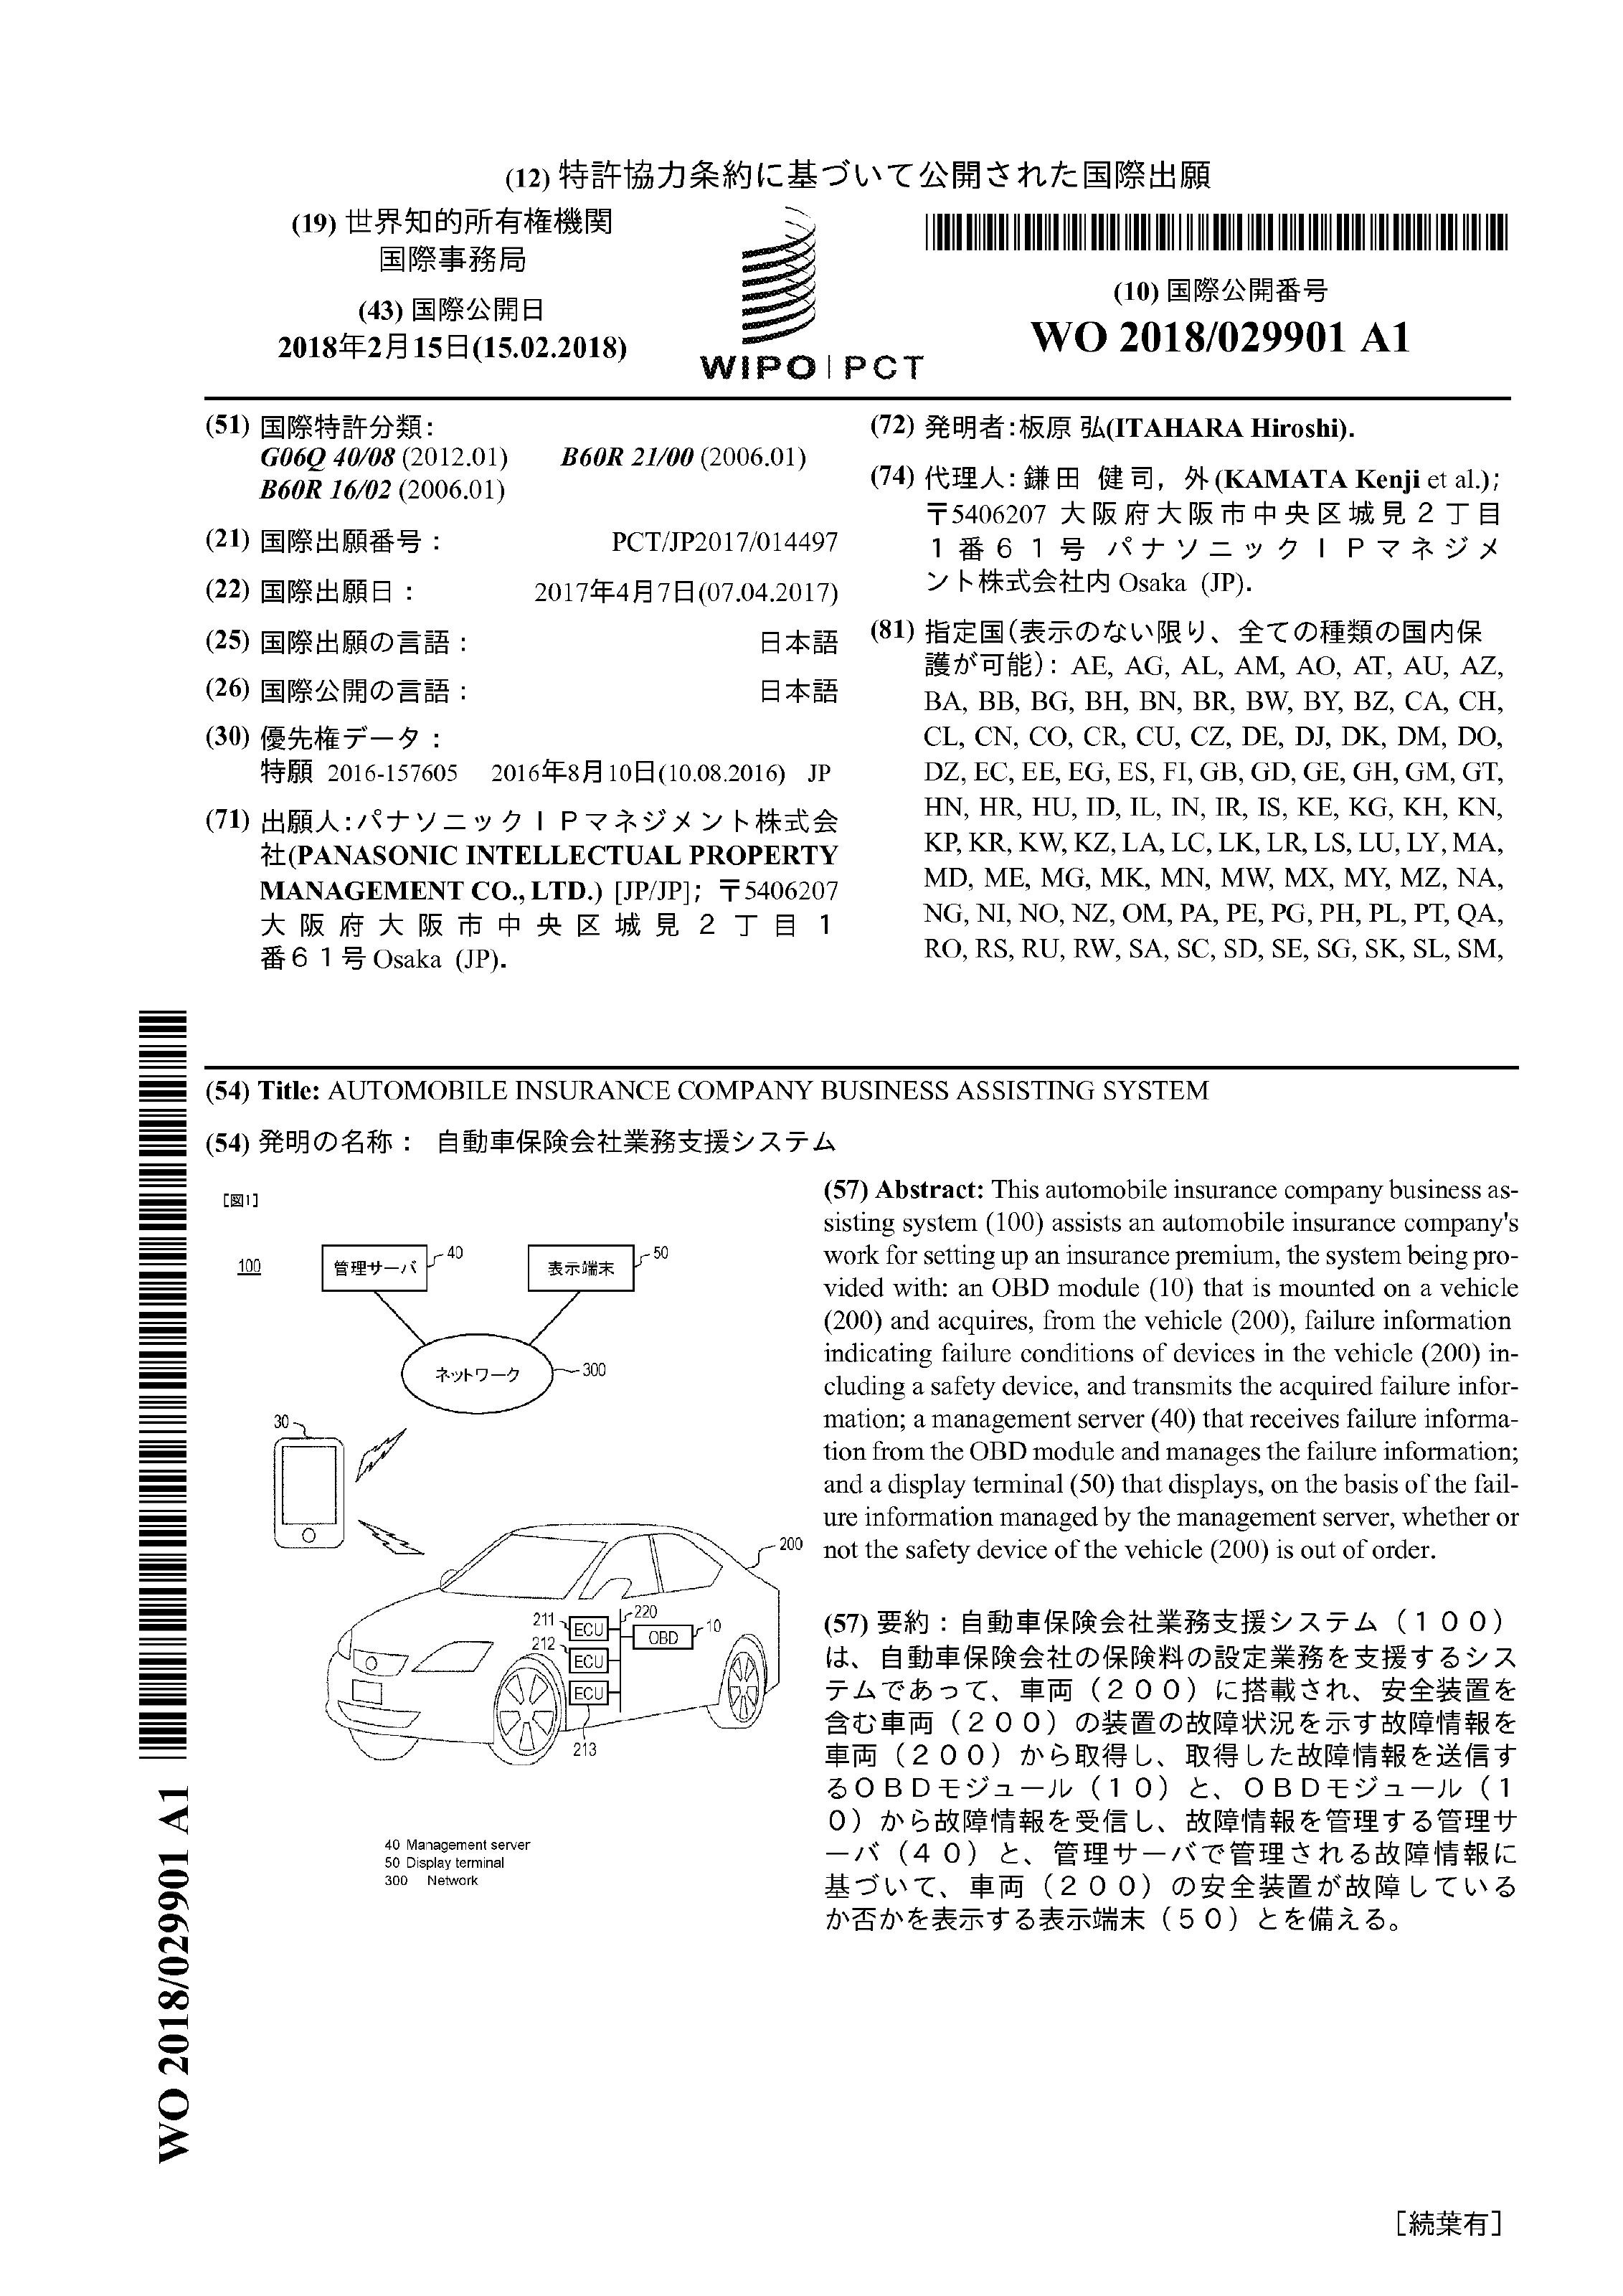 (12) 特許協力条約に基づいて公開された国際出願
(19) 世界知的所有権機関
国際事務局
(43) 国際公開日
2018年2月15日(15.02.2018)
WIPO | PCT
(10) 国際公開番号
WO 2018/029901 A1
(51) 国際特許分類:
G06Q 40/08 (2012.01) B60R 21/00 (2006.01)
B60R 16/02 (2006.01)
(21) 国際出願番号 : PCT/JP2017/014497
(22) 国際出願日 : 2017年4月7日(07.04.2017)
(25) 国際出願の言語 : 日本語
(26) 国際公開の言語 : 日本語
(30) 優先権データ :
特願 2016-157605 2016年8月10日(10.08.2016) JP
(71) 出願人:パナソニックIPマネジメント株式会
社(PANASONIC INTELLECTUAL PROPERTY
MANAGEMENT CO., LTD.) [JP/JP]; 〒5406207
大阪府大阪市中央区城見2丁目1
番61号 Osaka (JP).
(72) 発明者:板原 弘(ITAHARA Hiroshi).
(74) 代理人:鎌田 健司, 外(KAMATA Kenji et al.);
〒5406207 大阪府大阪市中央区城見2丁目
1番61号 パナソニックIPマネジメ
ント株式会社内 Osaka (JP).
(81) 指定国(表示のない限り、全ての種類の国内保
護が可能): AE, AG, AL, AM, AO, AT, AU, AZ,
BA, BB, BG, BH, BN, BR, BW, BY, BZ, CA, CH,
CL, CN, CO, CR, CU, CZ, DE, DJ, DK, DM, DO,
DZ, EC, EE, EG, ES, FI, GB, GD, GE, GH, GM, GT,
HN, HR, HU, ID, IL, IN, IR, IS, KE, KG, KH, KN,
KP, KR, KW, KZ, LA, LC, LK, LR, LS, LU, LY, MA,
MD, ME, MG, MK, MN, MW, MX, MY, MZ, NA,
NG, NI, NO, NZ, OM, PA, PE, PG, PH, PL, PT, QA,
RO, RS, RU, RW, SA, SC, SD, SE, SG, SK, SL, SM,
(54) Title: AUTOMOBILE INSURANCE COMPANY BUSINESS ASSISTING SYSTEM
(54) 発明の名称 : 自動車保険会社業務支援システム
[図1]
100
管理サーバ
40
表示端末
50
ネットワーク
300
30
200
211
ECU
220
212
ECU
OBD
10
ECU
213
40 Management server
50 Display terminal
300 Network
(57) Abstract: This automobile insurance company business as-
sisting system (100) assists an automobile insurance company's
work for setting up an insurance premium, the system being pro-
vided with: an OBD module (10) that is mounted on a vehicle
(200) and acquires, from the vehicle (200), failure information
indicating failure conditions of devices in the vehicle (200) in-
cluding a safety device, and transmits the acquired failure infor-
mation; a management server (40) that receives failure informa-
tion from the OBD module and manages the failure information;
and a display terminal (50) that displays, on the basis of the fail-
ure information managed by the management server, whether or
not the safety device of the vehicle (200) is out of order.
(57) 要約 : 自動車保険会社業務支援システム(100)
は、自動車保険会社の保険料の設定業務を支援するシス
テムであって、車両(200)に搭載され、安全装置を
含む車両(200)の装置の故障状況を示す故障情報を
車両(200)から取得し、取得した故障情報を送信す
るOBDモジュール(10)と、OBDモジュール(1
0)から故障情報を受信し、故障情報を管理する管理サ
ーバ(40)と、管理サーバで管理される故障情報に
基づいて、車両(200)の安全装置が故障している
か否かを表示する表示端末(50)とを備える。
WO 2018/029901 A1
[続葉有]